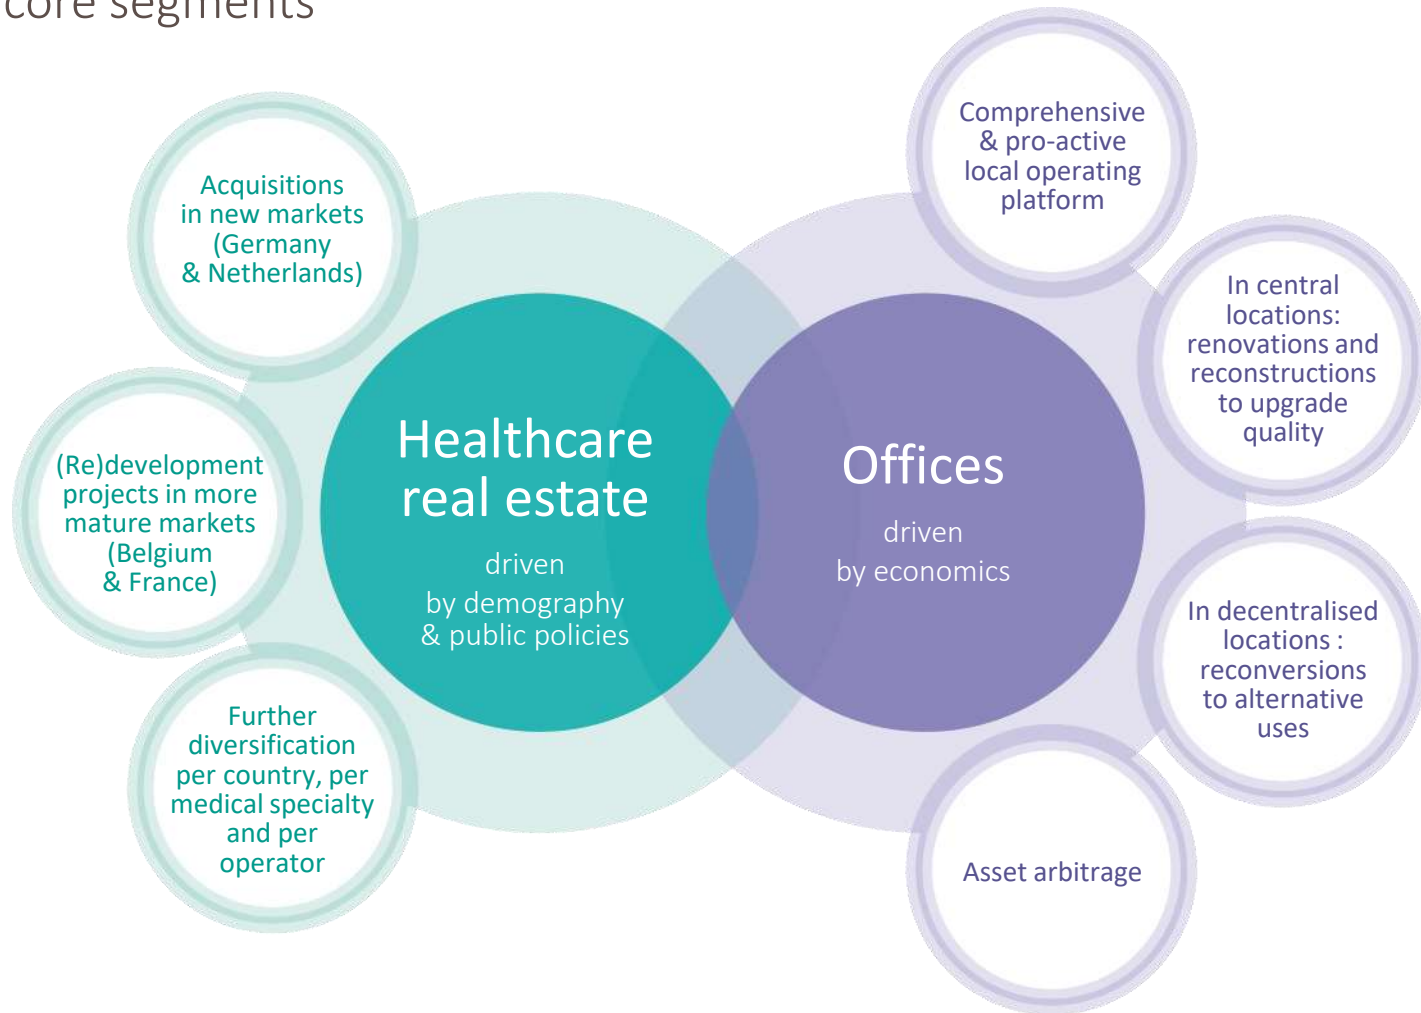 core segments
Acquisitions
in new markets
(Germany
& Netherlands)
(Re)development
projects in more
mature markets
(Belgium
& France)
Further
diversification
per country, per
medical specialty
and per
operator
Healthcare
real estate
driven
by demography
& public policies
Offices
driven
by economics
Comprehensive
& pro-active
local operating
platform
In central
locations:
renovations and
reconstructions
to upgrade
quality
In decentralised
locations :
reconversions
to alternative
uses
Asset arbitrage